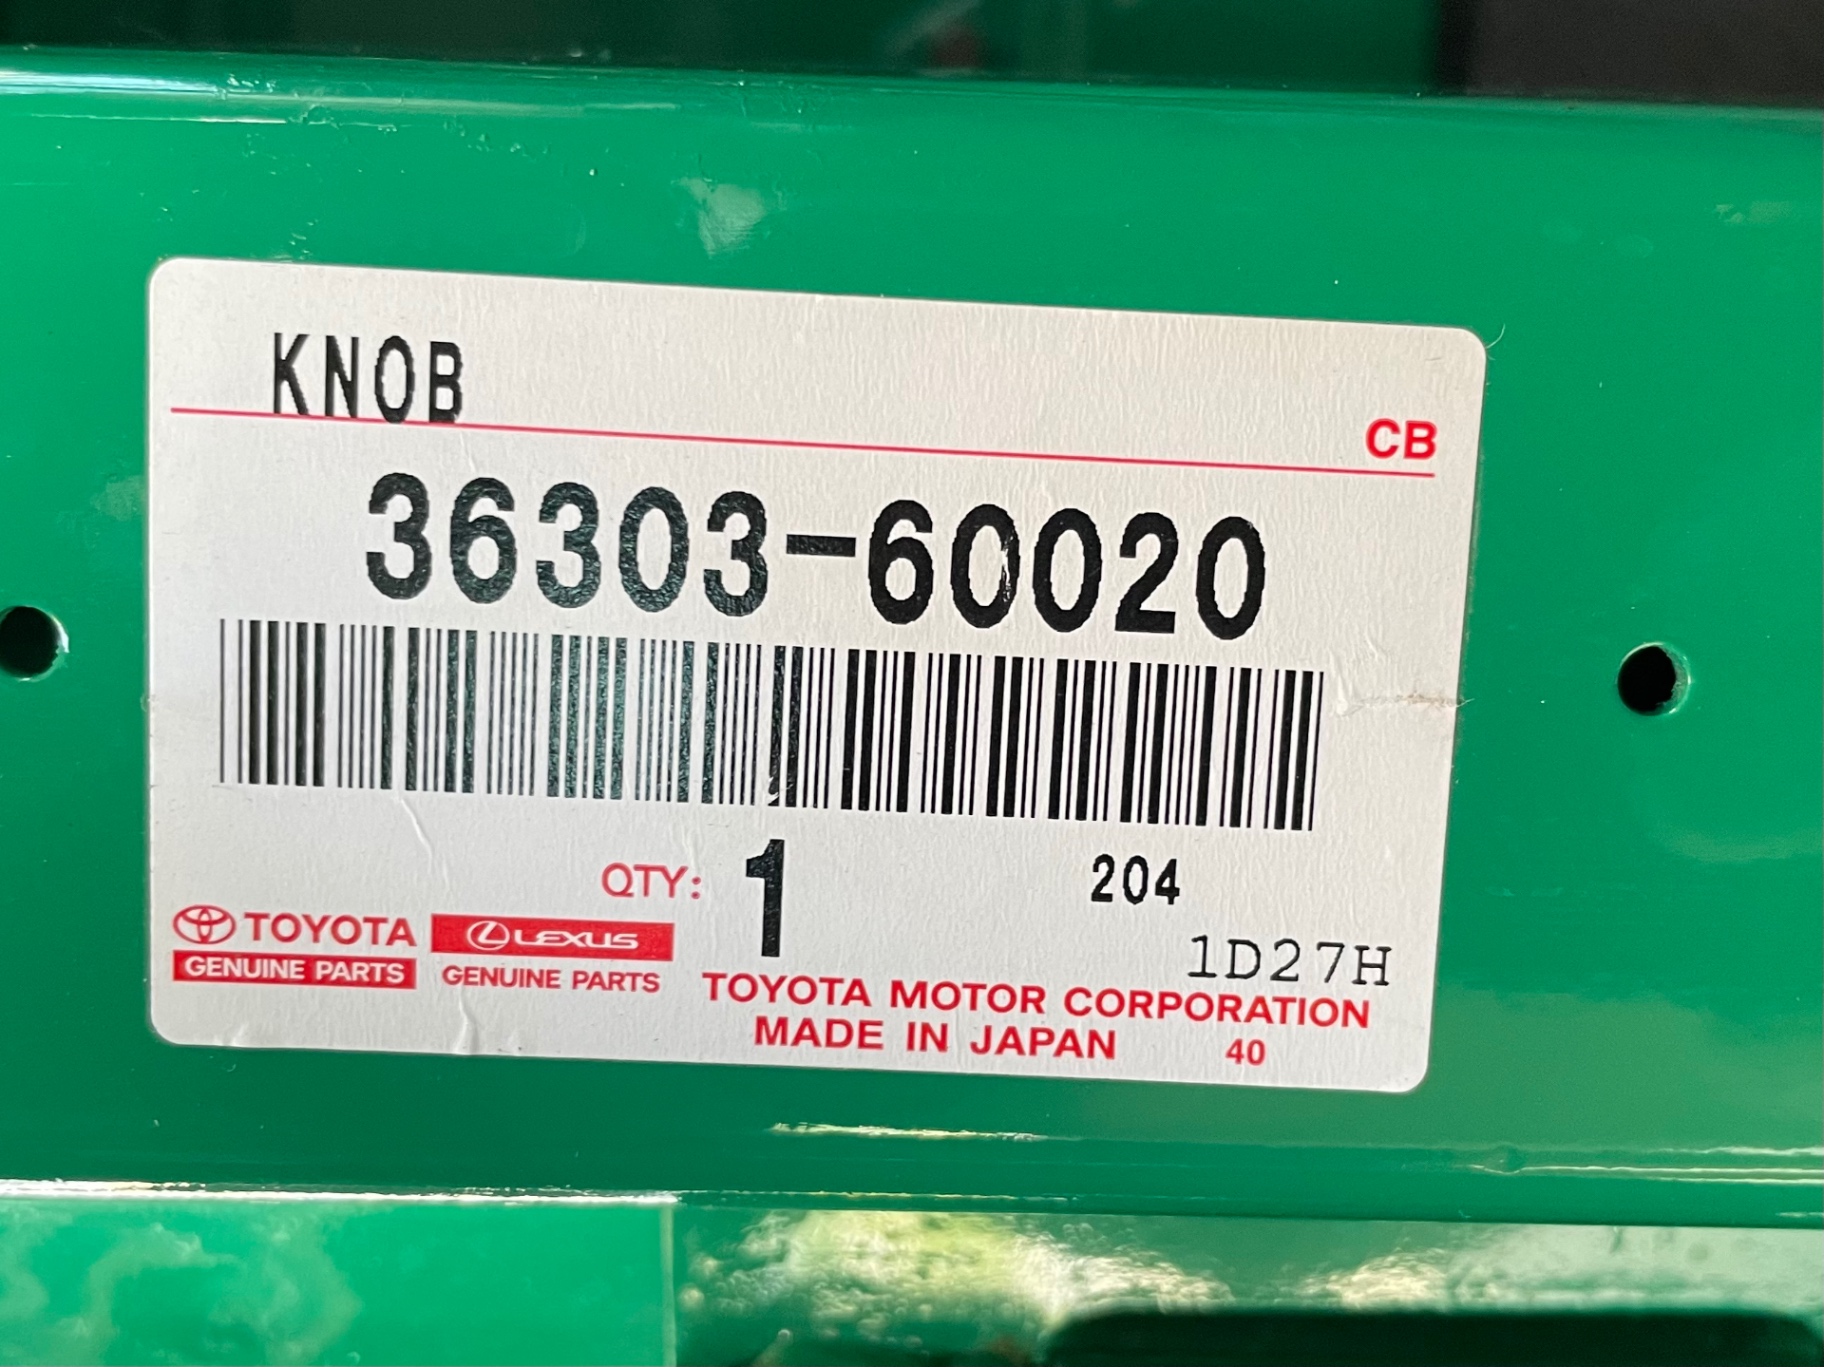 KNOB
CB
36303-60020
QTY: 1
204
1D27H
TOYOTA
GENUINE PARTS
LEXUS
GENUINE PARTS
TOYOTA MOTOR CORPORATION
MADE IN JAPAN 40